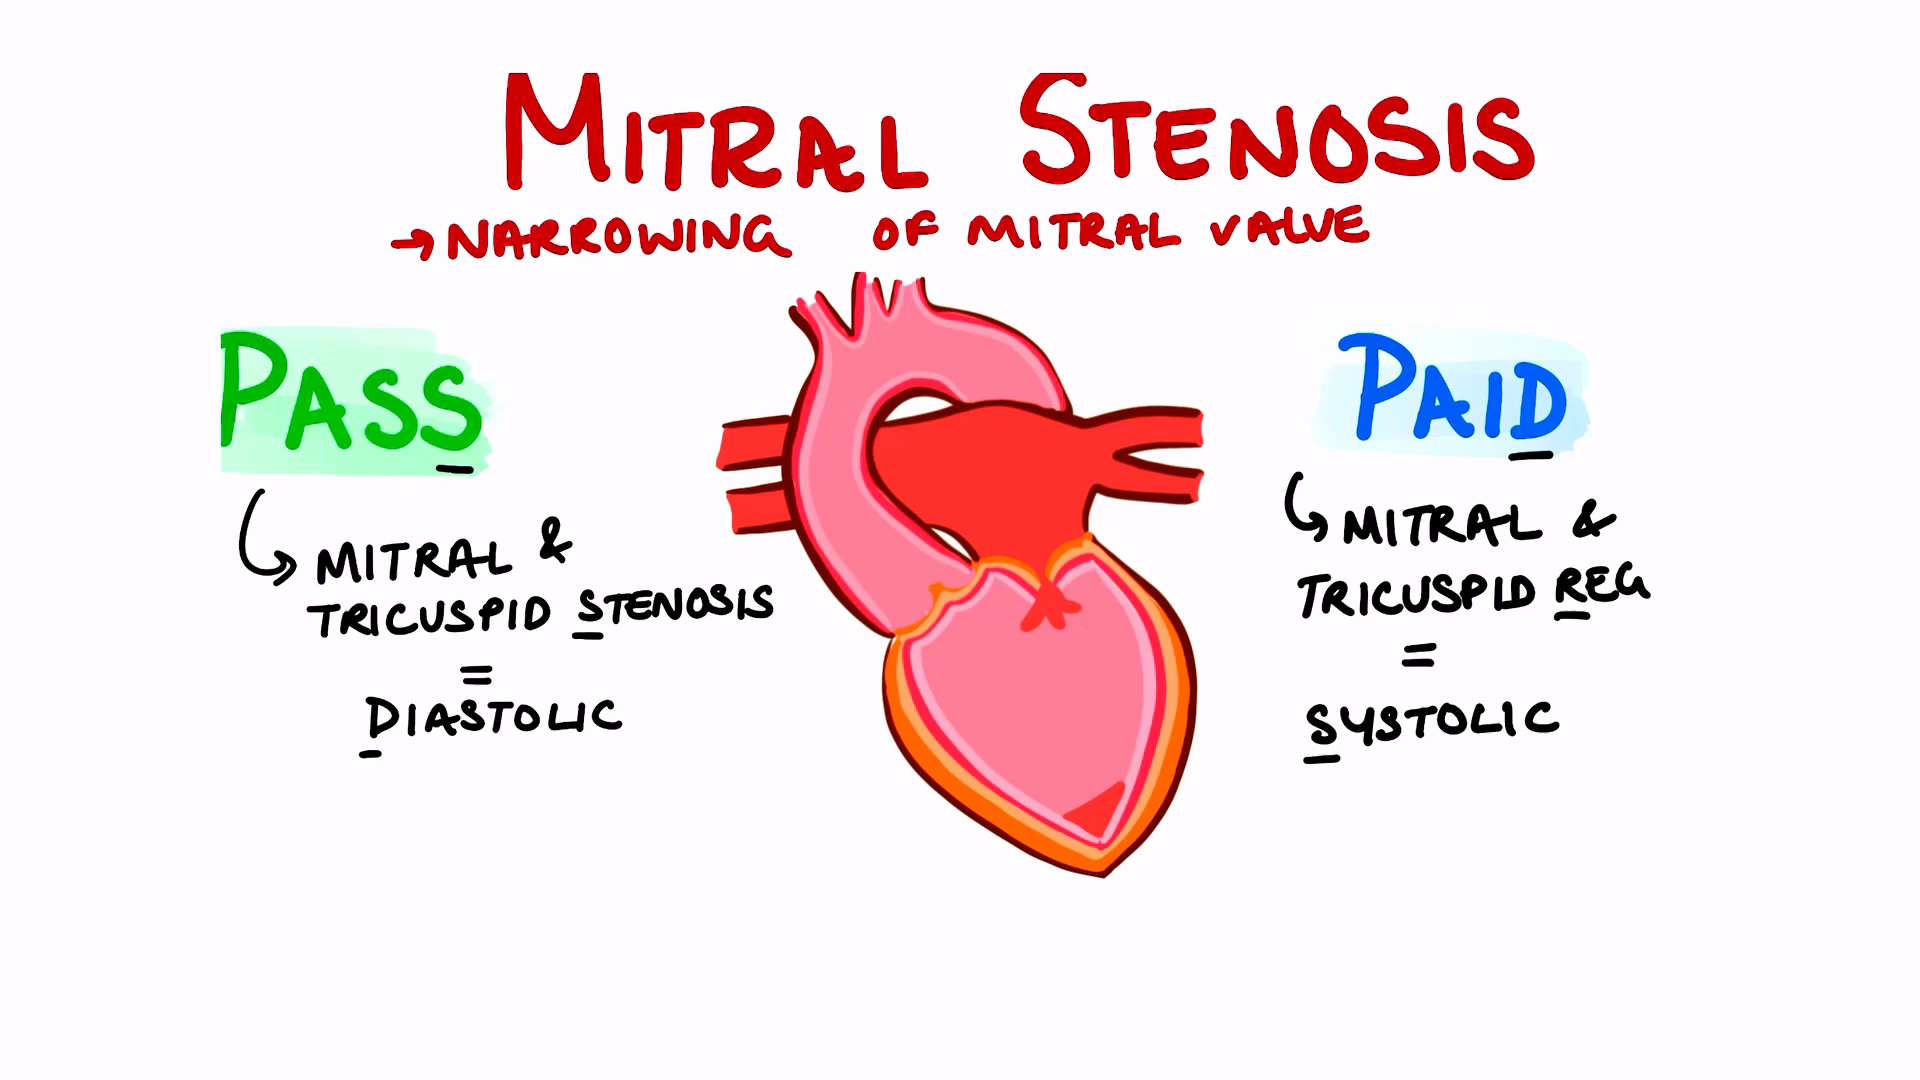 MITRAL STENOSIS
→ NARROWING OF MITRAL VALVE
PASS
MITRAL &
TRICUSPID STENOSIS
=
DIASTOLIC
PAID
MITRAL &
TRICUSPID REG
=
SYSTOLIC